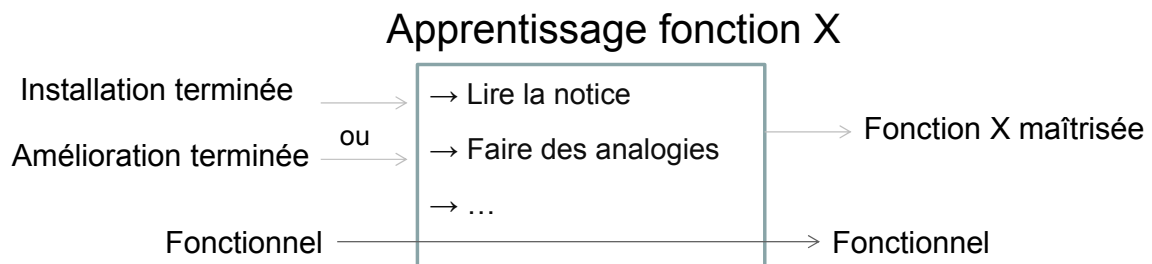 Apprentissage fonction X
Installation terminée
→ Lire la notice
ou
Fonction X maîtrisée
Amélioration terminée
→ Faire des analogies
→ …
Fonctionnel
Fonctionnel